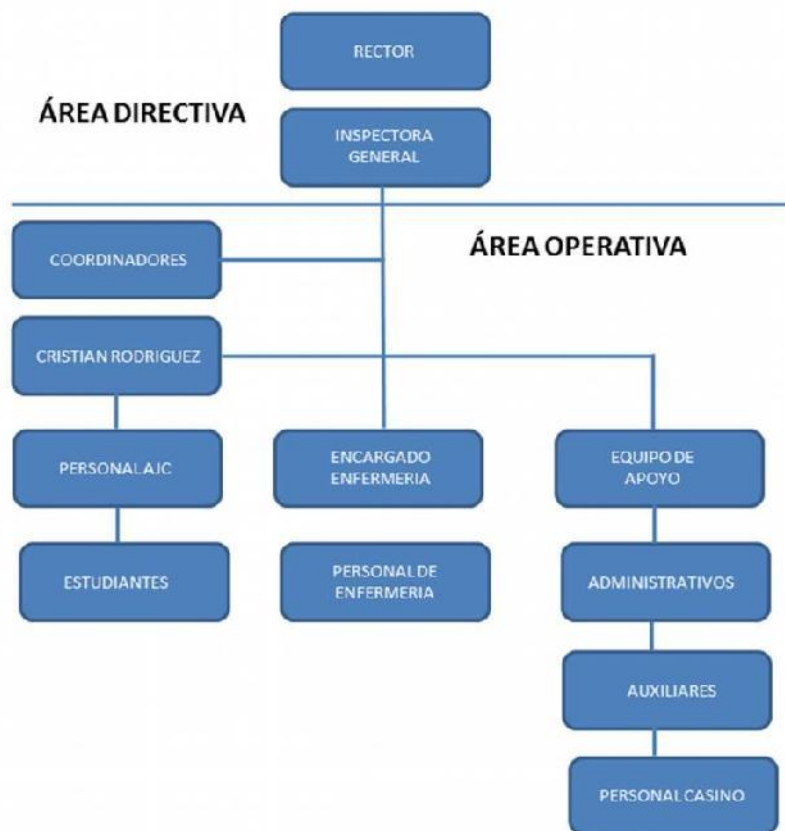 RECTOR
ÁREA DIRECTIVA
INSPECTORA
GENERAL
ÁREA OPERATIVA
COORDINADORES
CRISTIAN RODRIGUEZ
PERSONAL AJC
ENCARGADO
ENFERMERIA
EQUIPO DE
APOYO
ESTUDIANTES
PERSONAL DE
ENFERMERIA
ADMINISTRATIVOS
AUXILIARES
PERSONAL CASINO